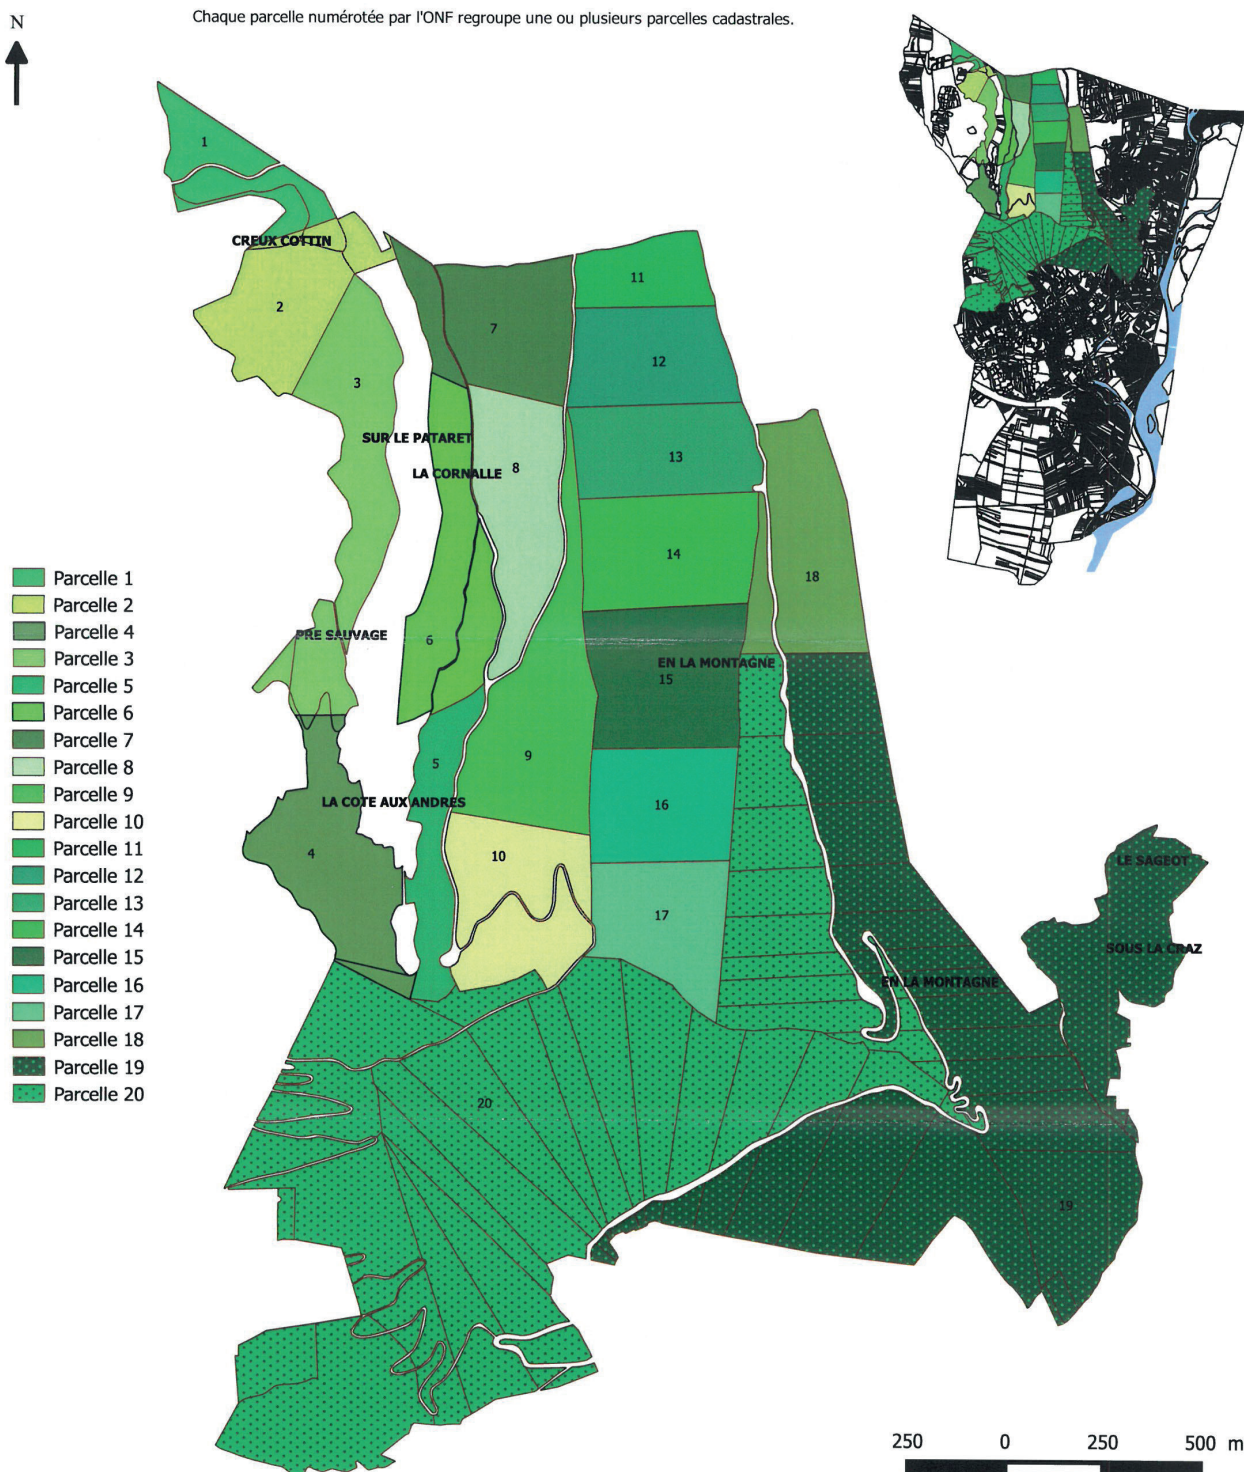 Chaque parcelle numérotée par l'ONF regroupe une ou plusieurs parcelles cadastrales.
N
1
CREUX COTTIN
2
11
7
12
3
SUR LE PATARET
13
LA CORNALLE
8
14
18
Parcelle 1
Parcelle 2
Parcelle 4
Parcelle 3
Parcelle 5
Parcelle 6
Parcelle 7
Parcelle 8
Parcelle 9
Parcelle 10
Parcelle 11
Parcelle 12
Parcelle 13
Parcelle 14
Parcelle 15
Parcelle 16
Parcelle 17
Parcelle 18
Parcelle 19
Parcelle 20
PRE SAUVAGE
6
EN LA MONTAGNE
15
9
5
16
LA COTE AUX ANDRES
4
10
LE SAGEOT
17
SOUS LA CRAZ
EN LA MONTAGNE
20
19
250 0 250 500 m